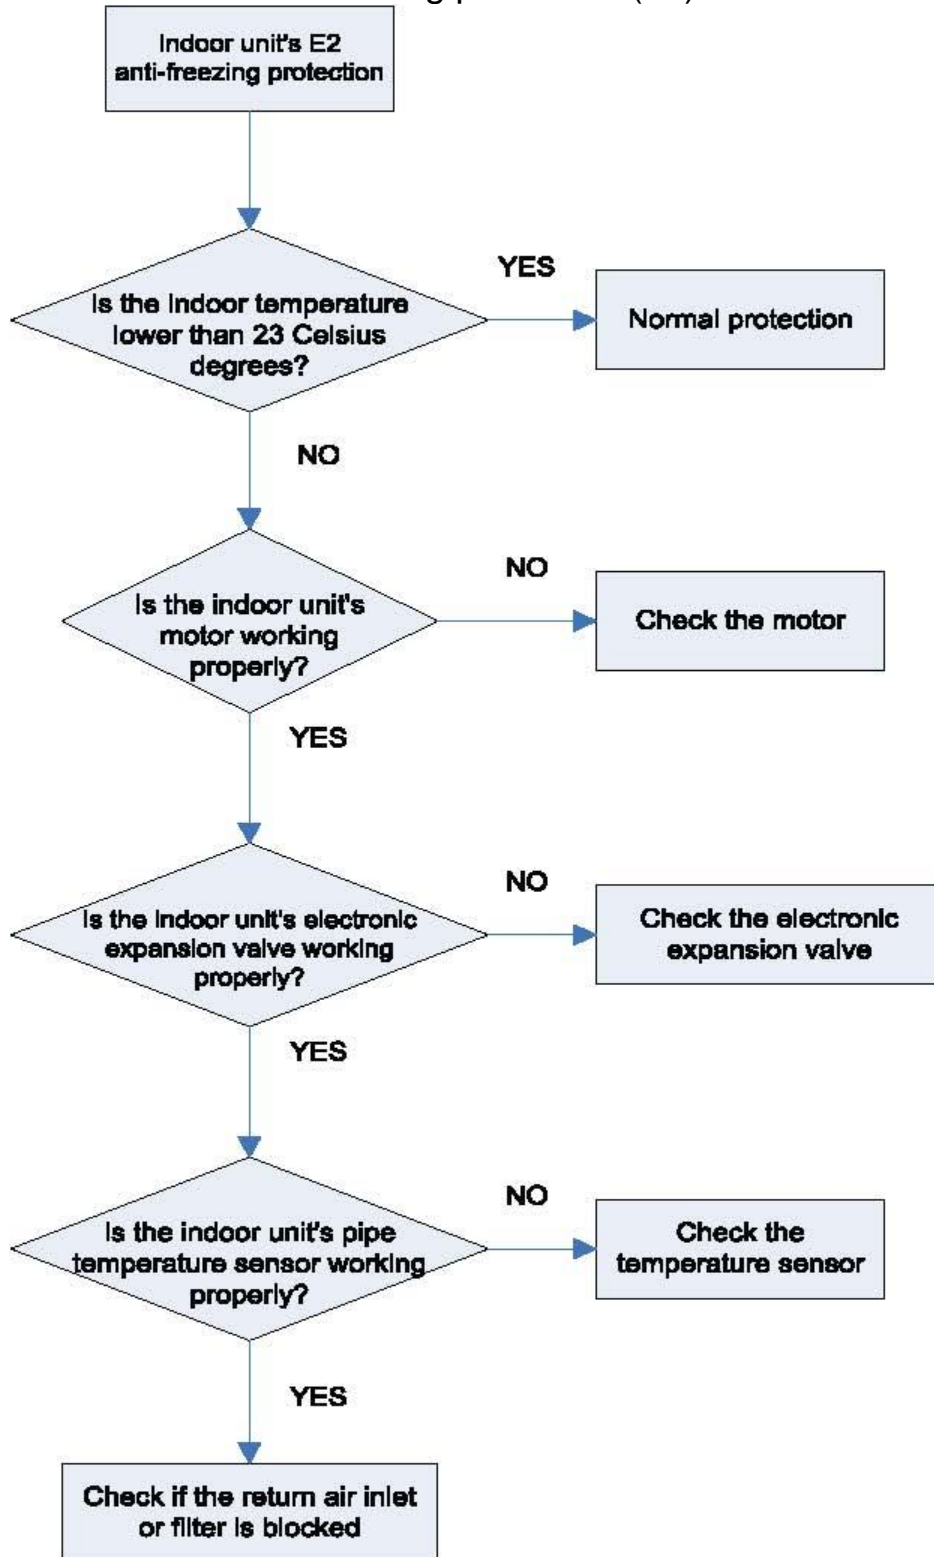 Indoor unit's E2
anti-freezing protection
Is the indoor temperature
lower than 23 Celsius
degrees?
YES
Normal protection
NO
Is the indoor unit's
motor working
properly?
NO
Check the motor
YES
Is the indoor unit's electronic
expansion valve working
properly?
NO
Check the electronic
expansion valve
YES
Is the indoor unit's pipe
temperature sensor working
properly?
NO
Check the
temperature sensor
YES
Check if the return air inlet
or filter is blocked